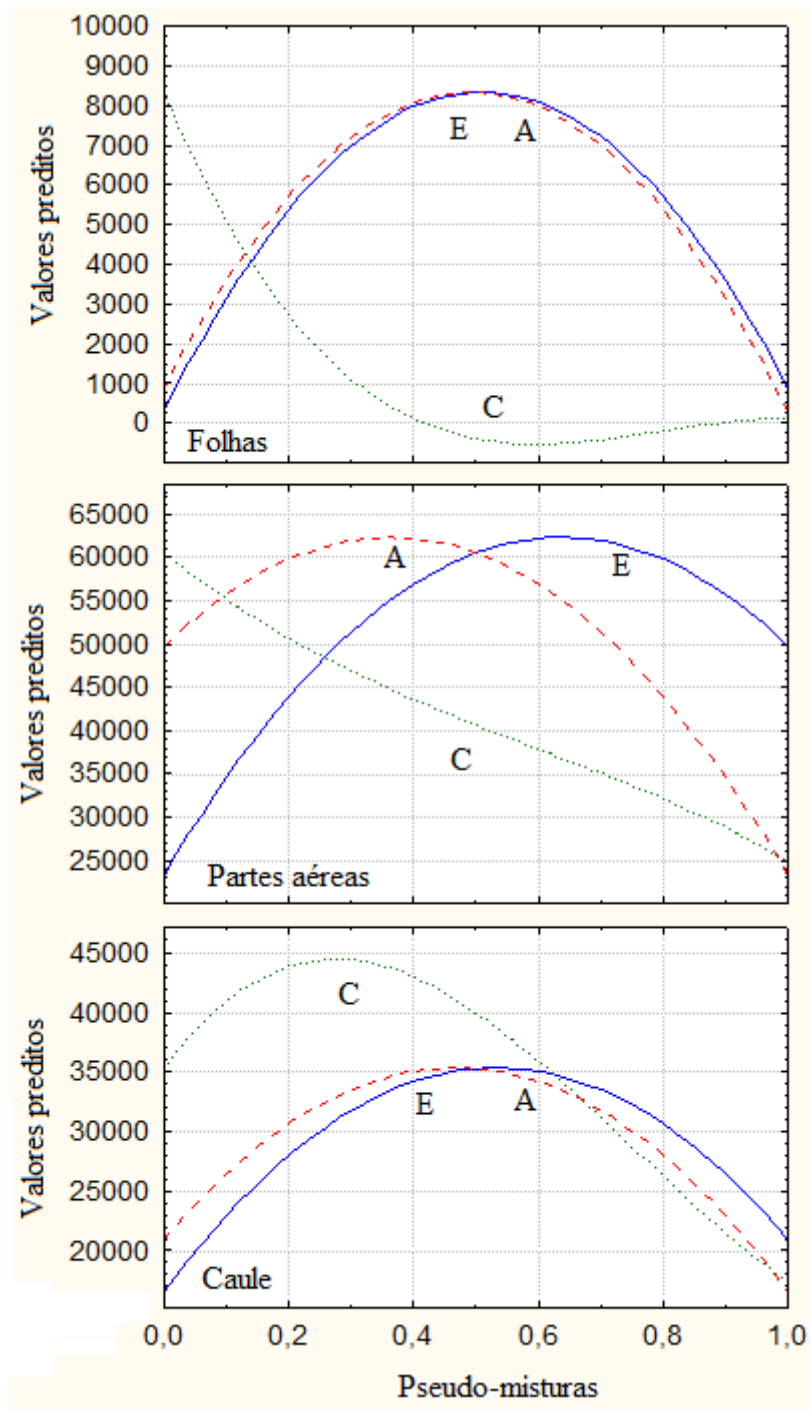 10000
9000
8000
7000
6000
5000
4000
3000
2000
1000
0
Valores preditos
E
A
C
Folhas
65000
60000
55000
50000
45000
40000
35000
30000
25000
Valores preditos
A
E
C
Partes aéreas
45000
40000
35000
30000
25000
20000
Valores preditos
C
E
A
Caule
0,0 0,2 0,4 0,6 0,8 1,0
Pseudo-misturas